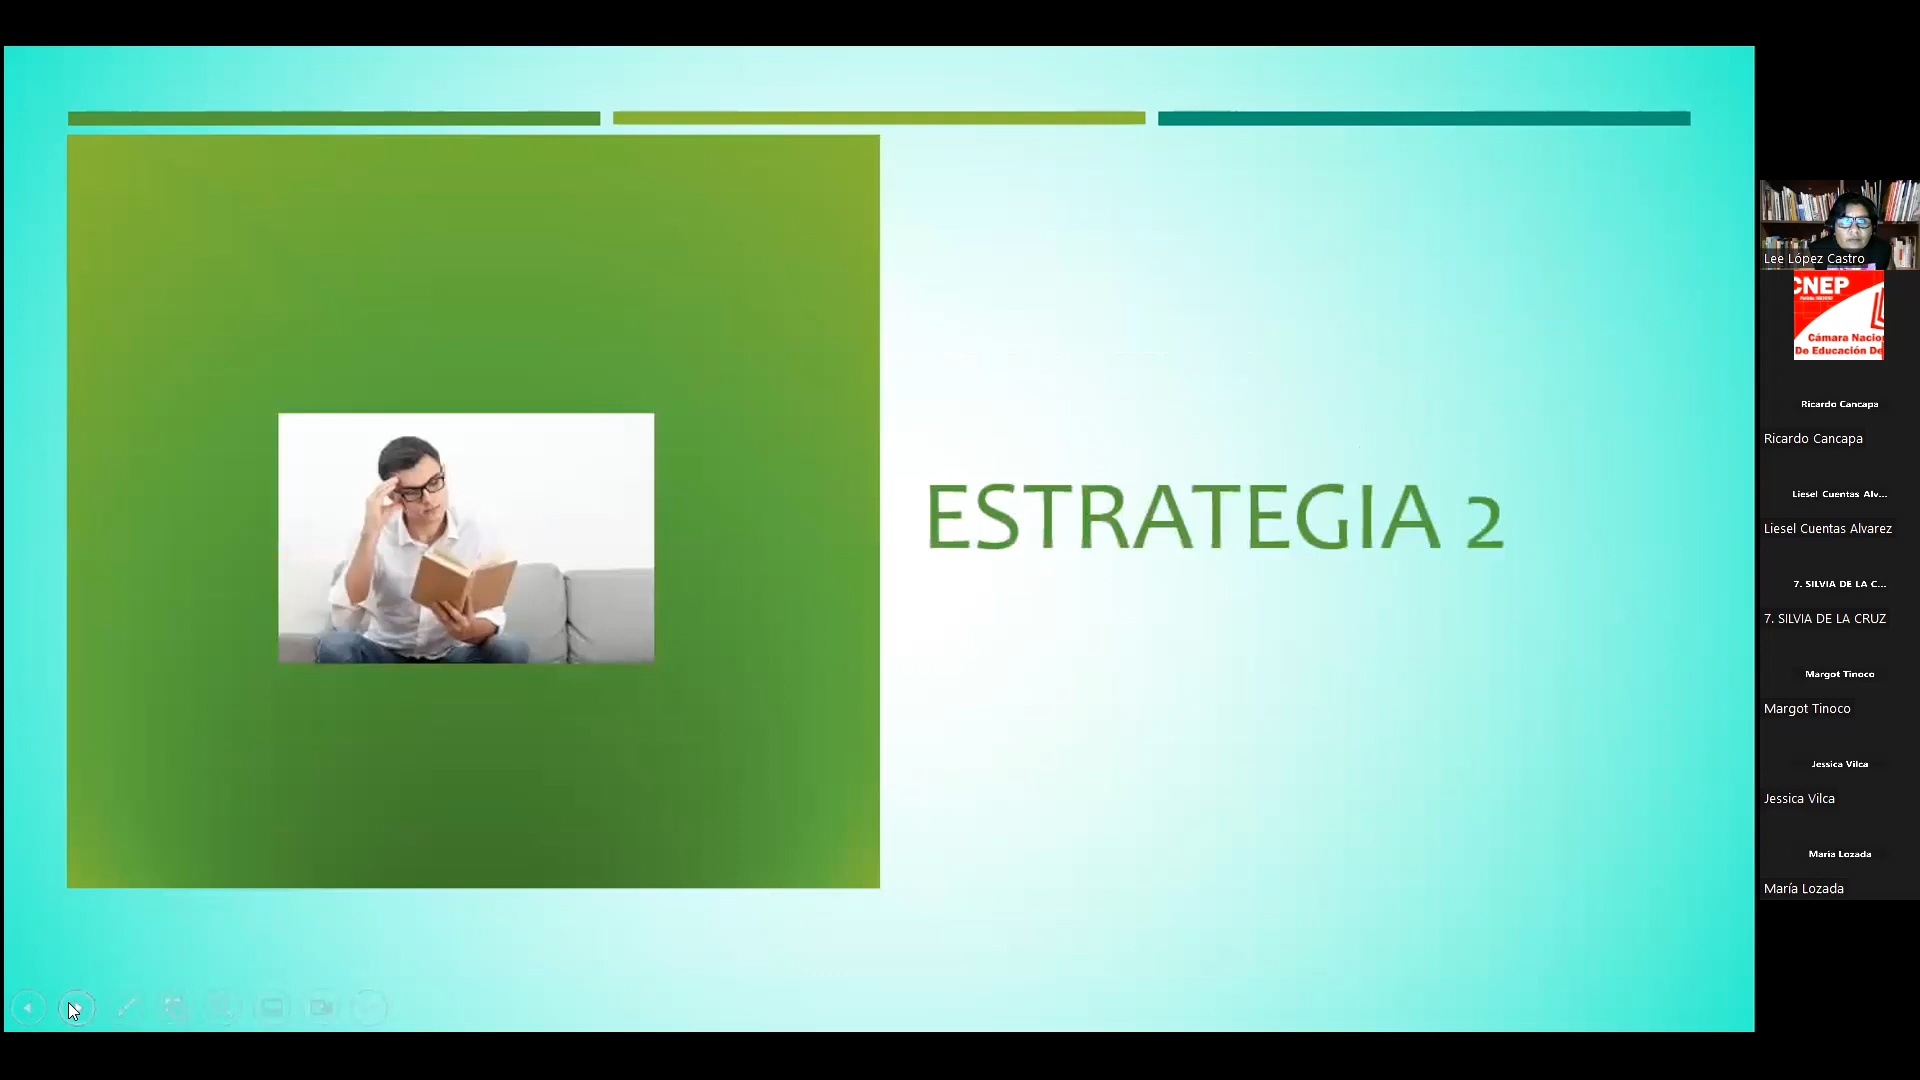 ESTRATEGIA 2
Lee López Castro
CNEP
Cámara Nacio
De Educación De
Ricardo Cancapa
Ricardo Cancapa
Liesel Cuentas Alv...
Liesel Cuentas Alvarez
7. SILVIA DE LA C...
7. SILVIA DE LA CRUZ
Margot Tinoco
Margot Tinoco
Jessica Vilca
Jessica Vilca
María Lozada
María Lozada